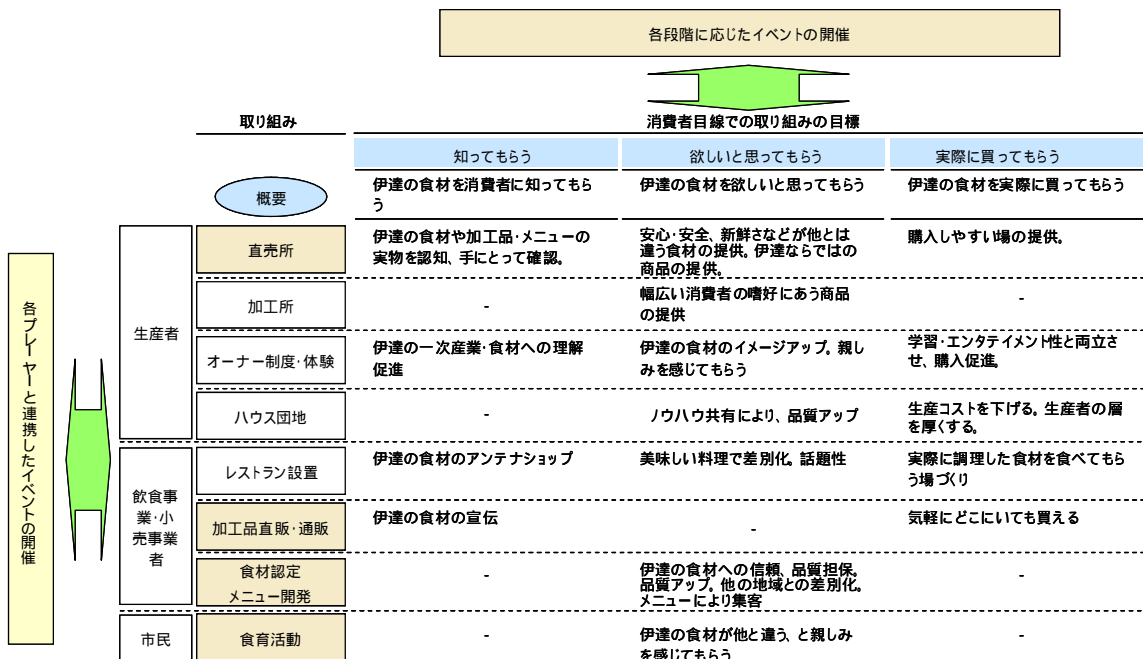 各段階に応じたイベントの開催
取り組み
消費者目線での取り組みの目標
知ってもらう
欲しいと思ってもらう
実際に買ってもらう
概要
伊達の食材を消費者に知ってもら
う
伊達の食材を欲しいと思ってもらう
伊達の食材を実際に買ってもらう
各プレーヤーと連携したイベントの開催
生産者
直売所
伊達の食材や加工品・メニューの
実物を認知、手にとって確認。
安心・安全、新鮮さなどが他とは
違う食材の提供。伊達ならではの
商品の提供。
購入しやすい場の提供。
加工所
-
幅広い消費者の嗜好にあう商品
の提供
-
オーナー制度・体験
伊達の一次産業・食材への理解
促進
伊達の食材のイメージアップ。親し
みを感じてもらう
学習・エンタテイメント性と両立さ
せ、購入促進。
ハウス団地
-
ノウハウ共有により、品質アップ
生産コストを下げる。生産者の層
を厚くする。
飲食事
業・小
売事業
者
レストラン設置
伊達の食材のアンテナショップ
美味しい料理で差別化。話題性
実際に調理した食材を食べてもら
う場づくり
加工品直販・通販
伊達の食材の宣伝
-
気軽にどこにいても買える
食材認定
メニュー開発
-
伊達の食材への信頼、品質担保。
品質アップ。他の地域との差別化。
メニューにより集客
-
市民
食育活動
-
伊達の食材が他と違う、と親しみ
を感じてもらう
-